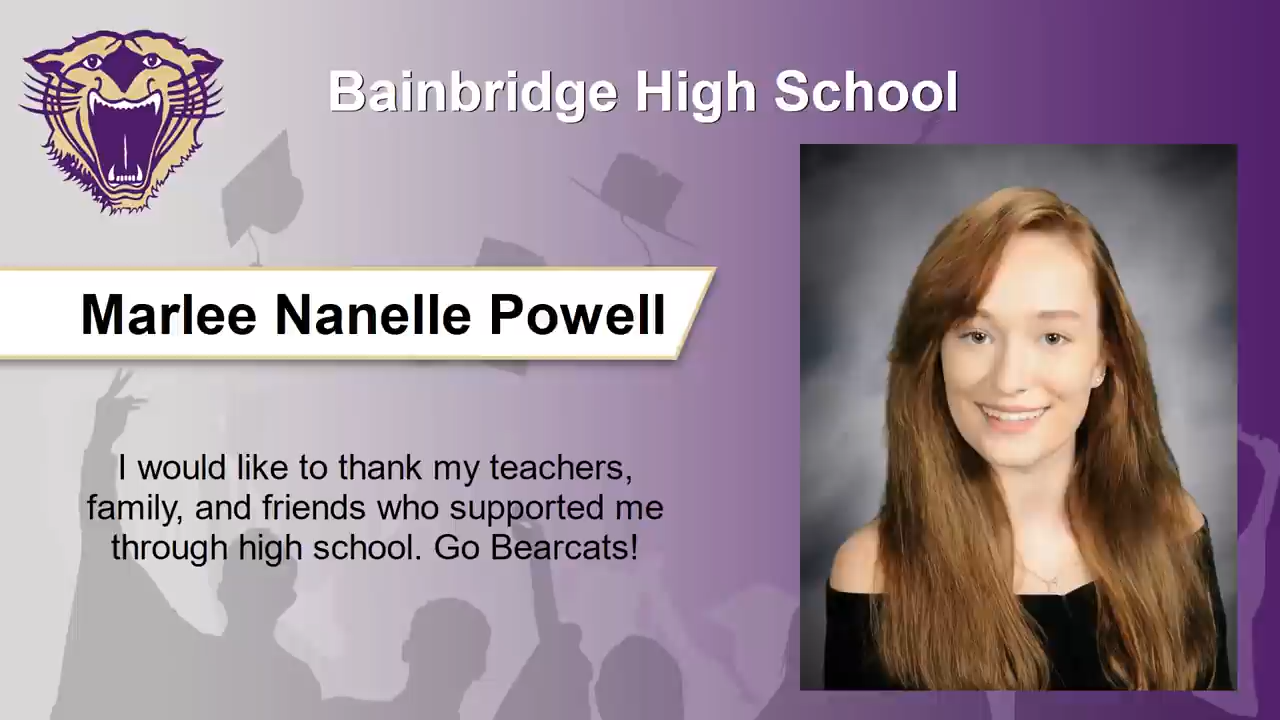 Bainbridge High School
Marlee Nanelle Powell
I would like to thank my teachers,
family, and friends who supported me
through high school. Go Bearcats!